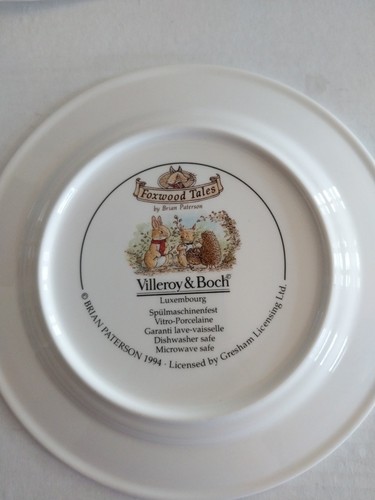 Foxwood Tales
by Brian Paterson
Villeroy & Boch®
Luxembourg
Spülmaschinenfest
Vitro-Porcelaine
Garanti lave-vaisselle
Dishwasher safe
Microwave safe
© BRIAN PATERSON 1994 · Licensed by Gresham Licensing Ltd.